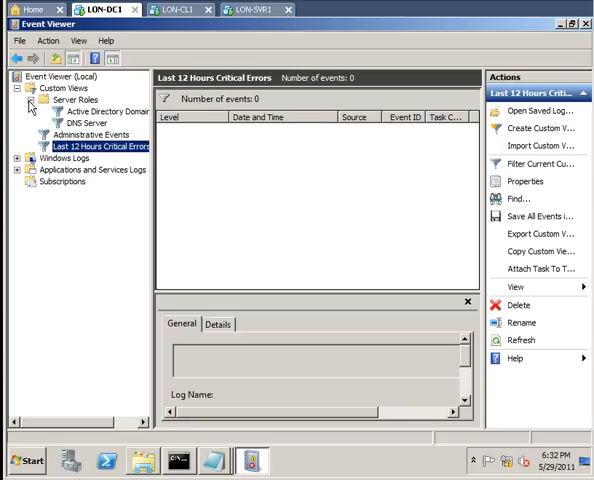 Home
LON-DC1
LON-CL1
LON-SVR1
Event Viewer
File Action View Help
Event Viewer (Local)
Custom Views
Server Roles
Active Directory Domair
DNS Server
Administrative Events
Last 12 Hours Critical Errors
Windows Logs
Applications and Services Logs
Subscriptions
Last 12 Hours Critical Errors Number of events: 0
Number of events: 0
Level Date and Time Source Event ID Task C...
General Details
Log Name:
Actions
Last 12 Hours Criti...
Open Saved Log...
Create Custom V...
Import Custom V...
Filter Current Cu...
Properties
Find...
Save All Events i...
Export Custom V...
Copy Custom Vie...
Attach Task To T...
View
Delete
Rename
Refresh
Help
Start
6:32 PM
5/29/2011